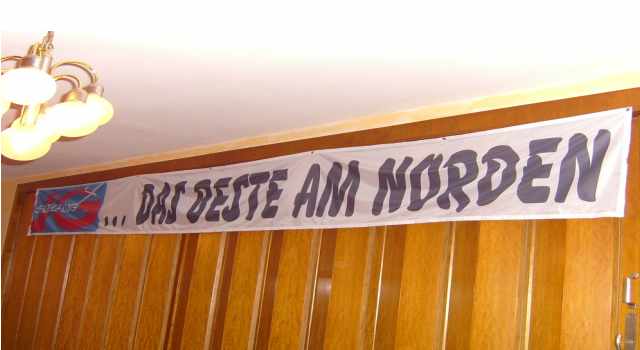 ... DAS BESTE AM NORDEN